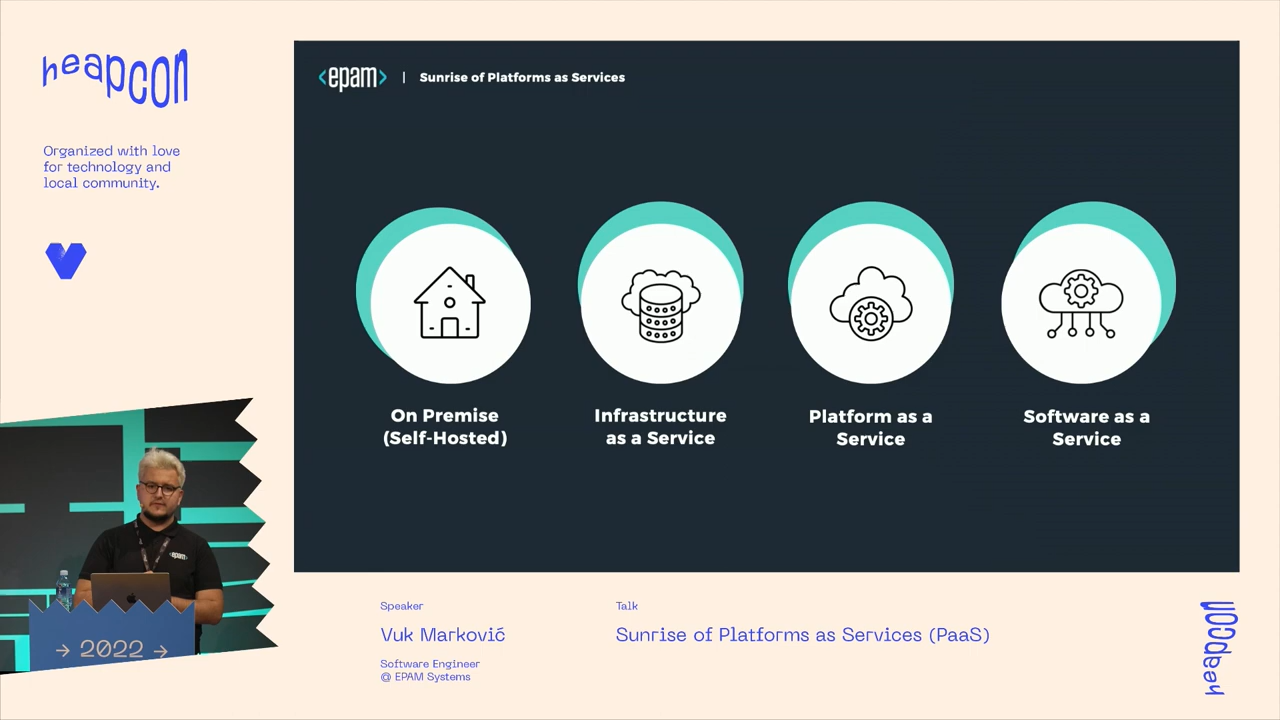 heapcon
Organized with love
for technology and
local community.
<epam> | Sunrise of Platforms as Services
On Premise
(Self-Hosted)
Infrastructure
as a Service
Platform as a
Service
Software as a
Service
<epam>
→ 2022 →
Speaker
Vuk Marković
Software Engineer
@ EPAM Systems
Talk
Sunrise of Platforms as Services (PaaS)
heapcon